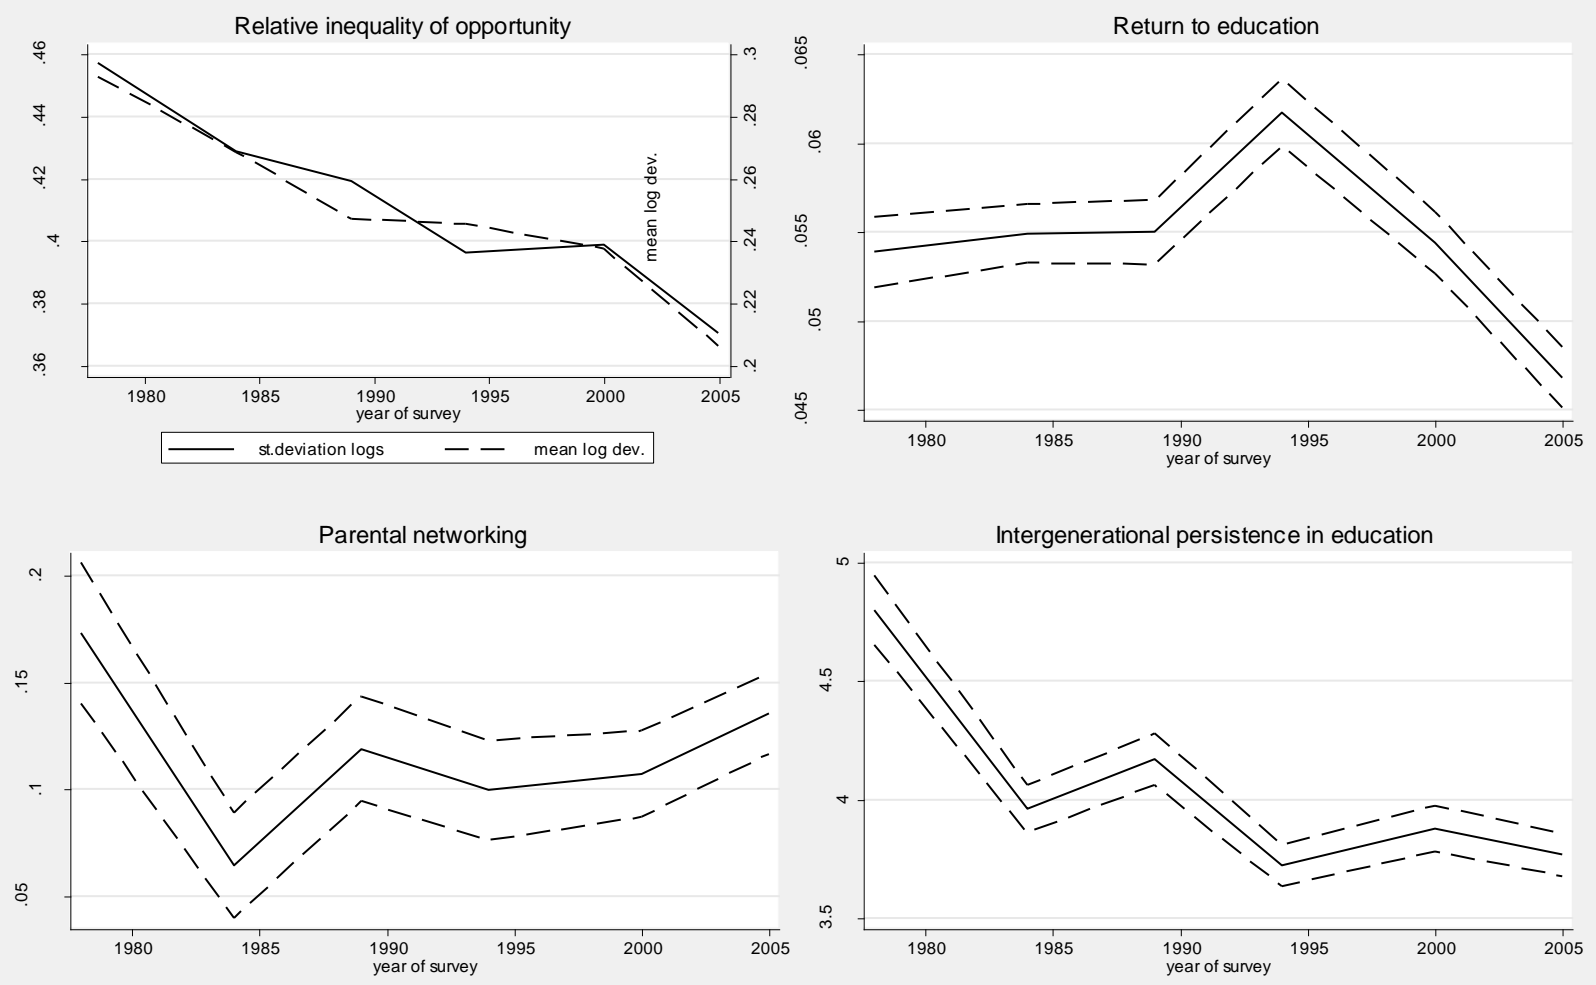 Relative inequality of opportunity
.46
.44
.42
.4
.38
.36
.3
.28
.26
.24
.22
.2
mean log dev.
1980 1985 1990 1995 2000 2005
year of survey
st.deviation logs mean log dev.
Return to education
.065
.06
.055
.05
.045
1980 1985 1990 1995 2000 2005
year of survey
Parental networking
.2
.15
.1
.05
1980 1985 1990 1995 2000 2005
year of survey
Intergenerational persistence in education
5
4.5
4
3.5
1980 1985 1990 1995 2000 2005
year of survey